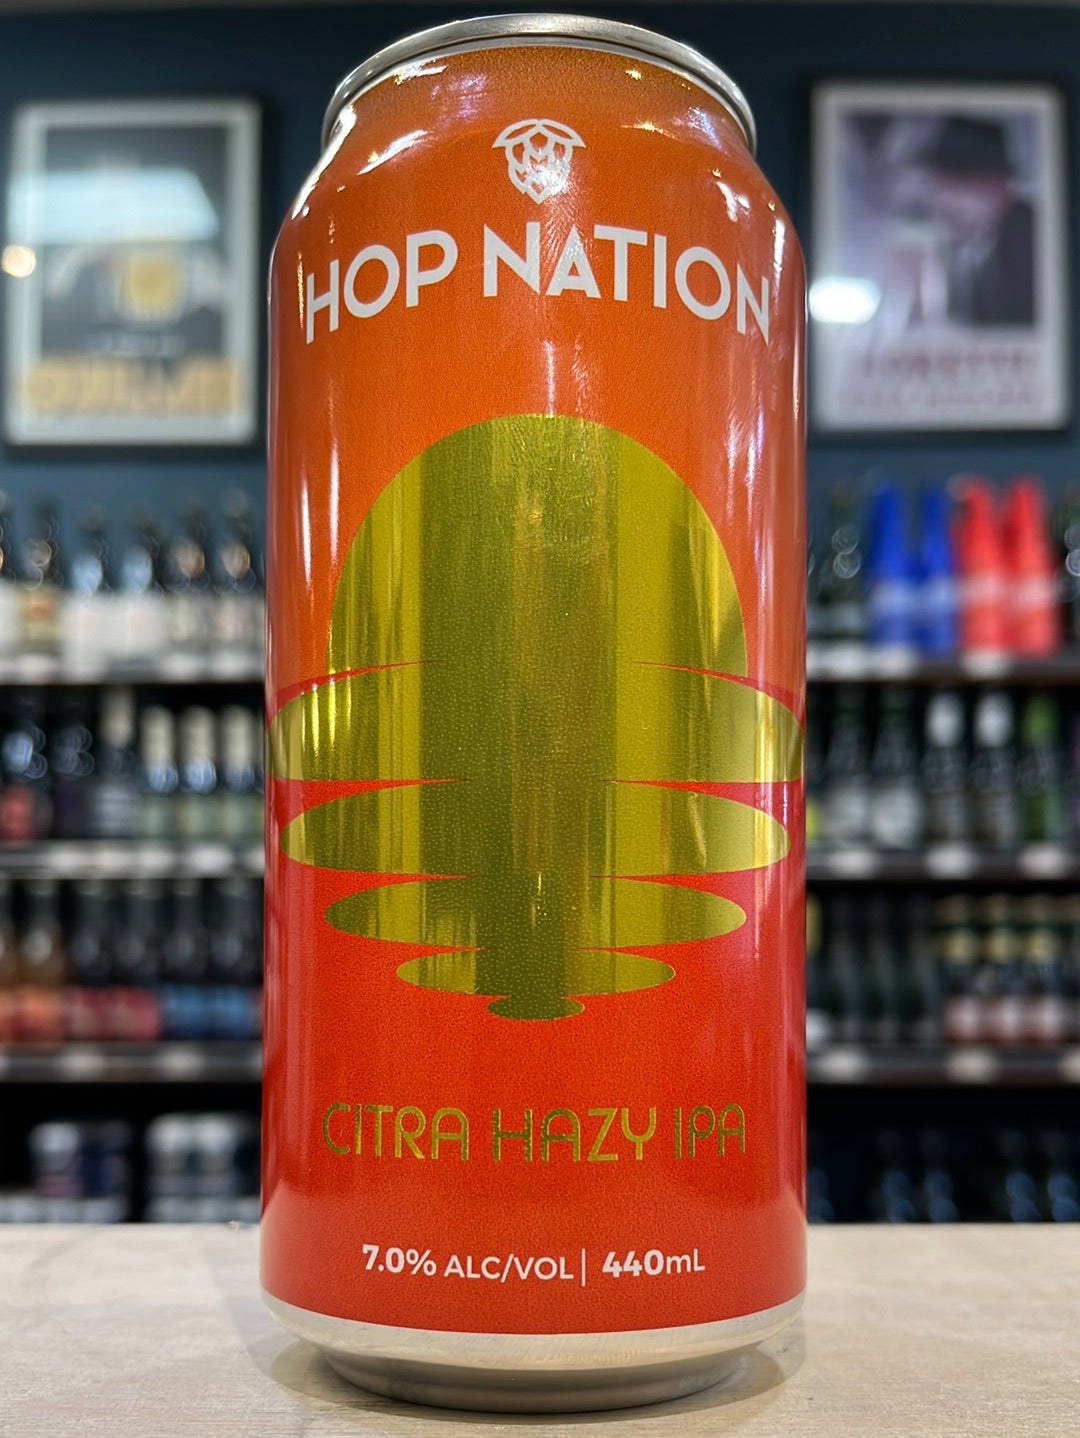 HOP NATION
CITRA HAZY IPA
7.0% ALC/VOL | 440mL